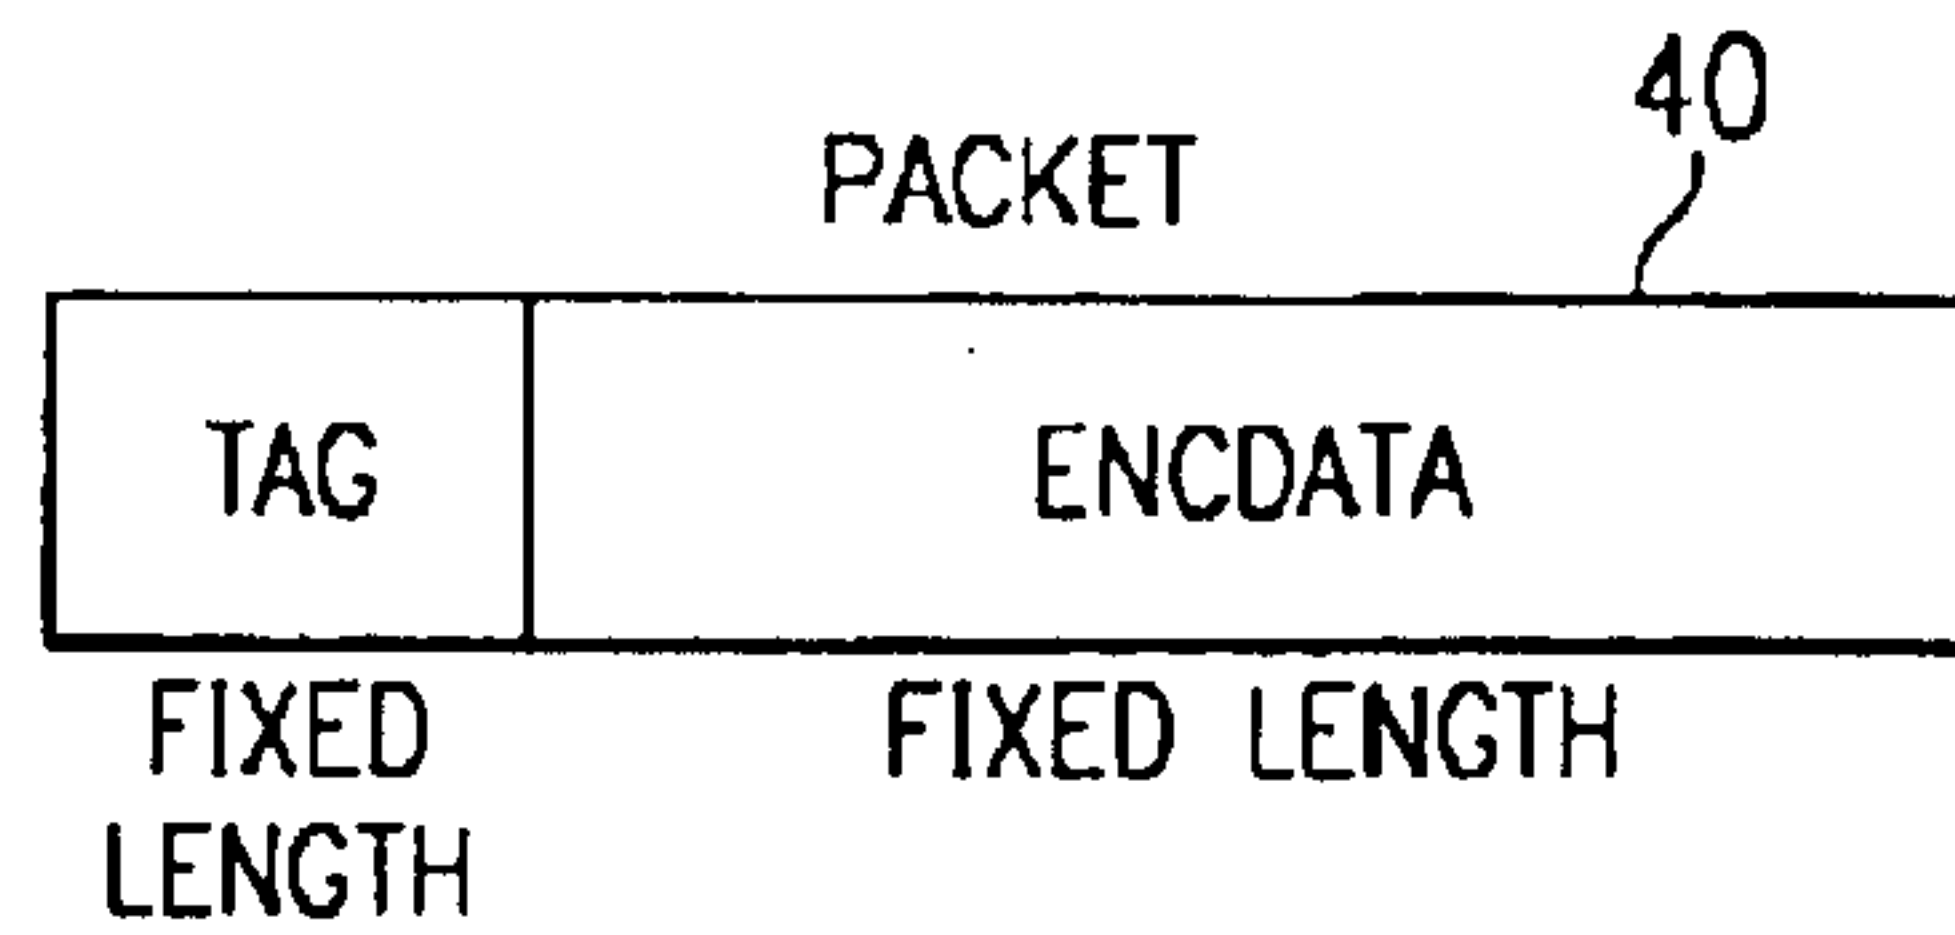 40
PACKET
TAG
ENCDATA
FIXED
LENGTH
FIXED LENGTH